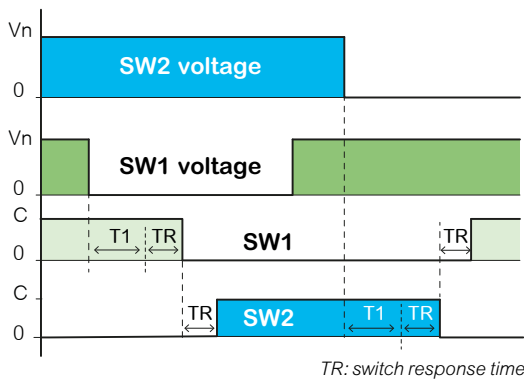 Vn
SW2 voltage
0
Vn
SW1 voltage
0
C
T1 TR SW1 TR
0
C
TR SW2 T1 TR
0
TR: switch response time